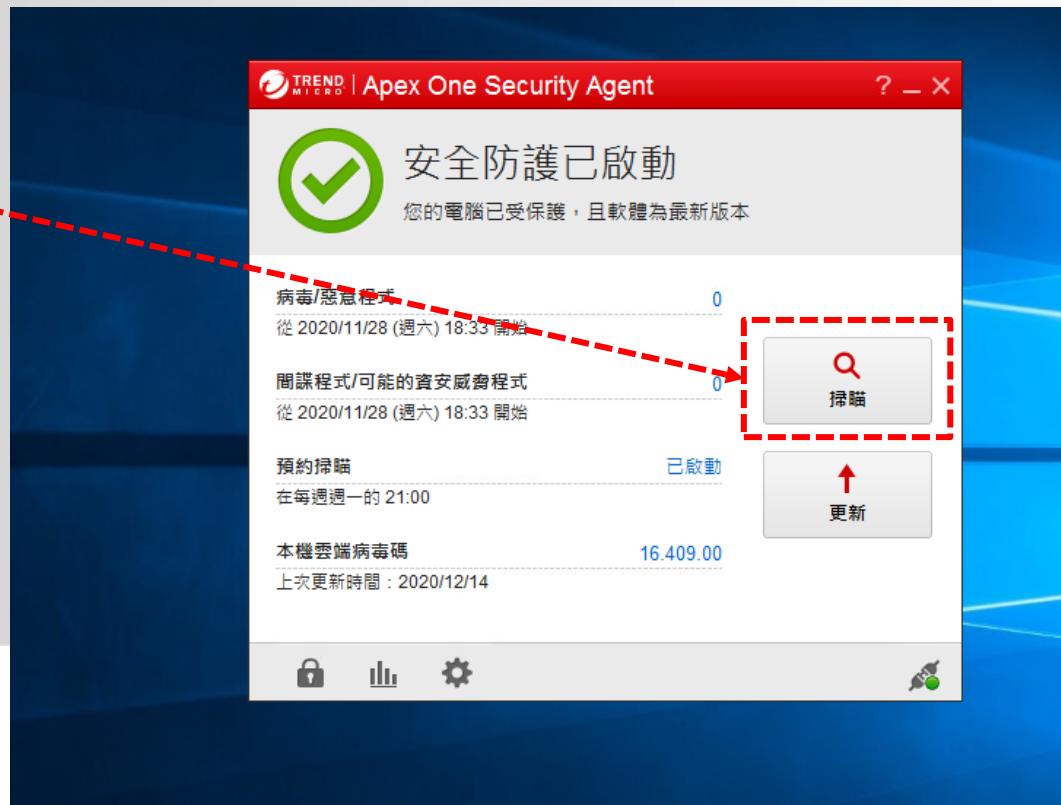 TREND MICRO | Apex One Security Agent ? _ ×
安全防護已啟動
您的電腦已受保護，且軟體為最新版本
病毒/惡意程式 0
從 2020/11/28 (週六) 18:33 開始
間諜程式/可能的資安威脅程式 0
從 2020/11/28 (週六) 18:33 開始
掃瞄
預約掃瞄 已啟動
在每週週一的 21:00
更新
本機雲端病毒碼 16.409.00
上次更新時間：2020/12/14